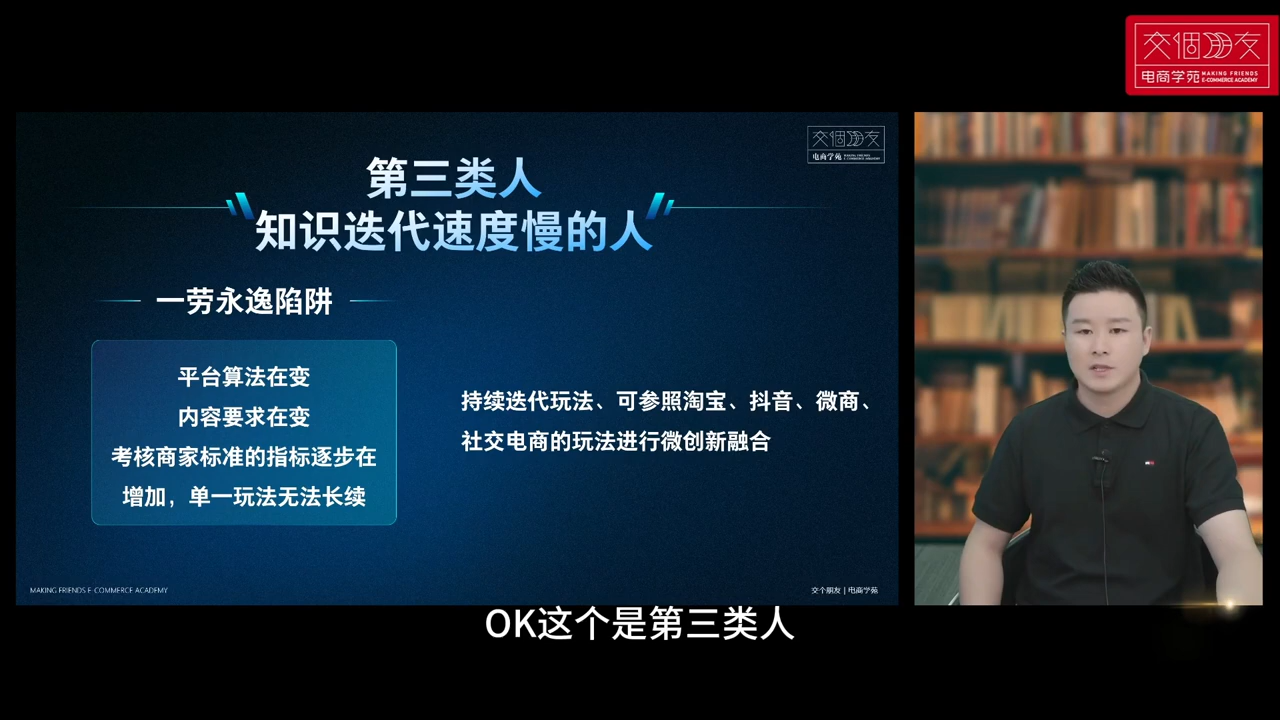 交個朋友
电商学苑 MAKING FRIENDS
E-COMMERCE ACADEMY
交個朋友
电商学苑 MAKING FRIENDS
E-COMMERCE ACADEMY
第三类人
知识迭代速度慢的人
一劳永逸陷阱
平台算法在变
内容要求在变
考核商家标准的指标逐步在
增加，单一玩法无法长续
持续迭代玩法、可参照淘宝、抖音、微商、
社交电商的玩法进行微创新融合
MAKING FRIENDS E-COMMERCE ACADEMY
交个朋友 | 电商学苑
OK这个是第三类人